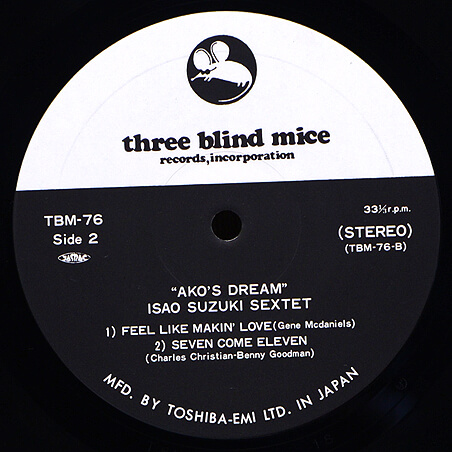 three blind mice
records, incorporation
TBM-76
33⅓ r.p.m.
Side 2
(STEREO)
(TBM-76-B)
"AKO'S DREAM"
ISAO SUZUKI SEXTET
1) FEEL LIKE MAKIN' LOVE (Gene Mcdaniels)
2) SEVEN COME ELEVEN
(Charles Christian-Benny Goodman)
MFD. BY TOSHIBA-EMI LTD. IN JAPAN